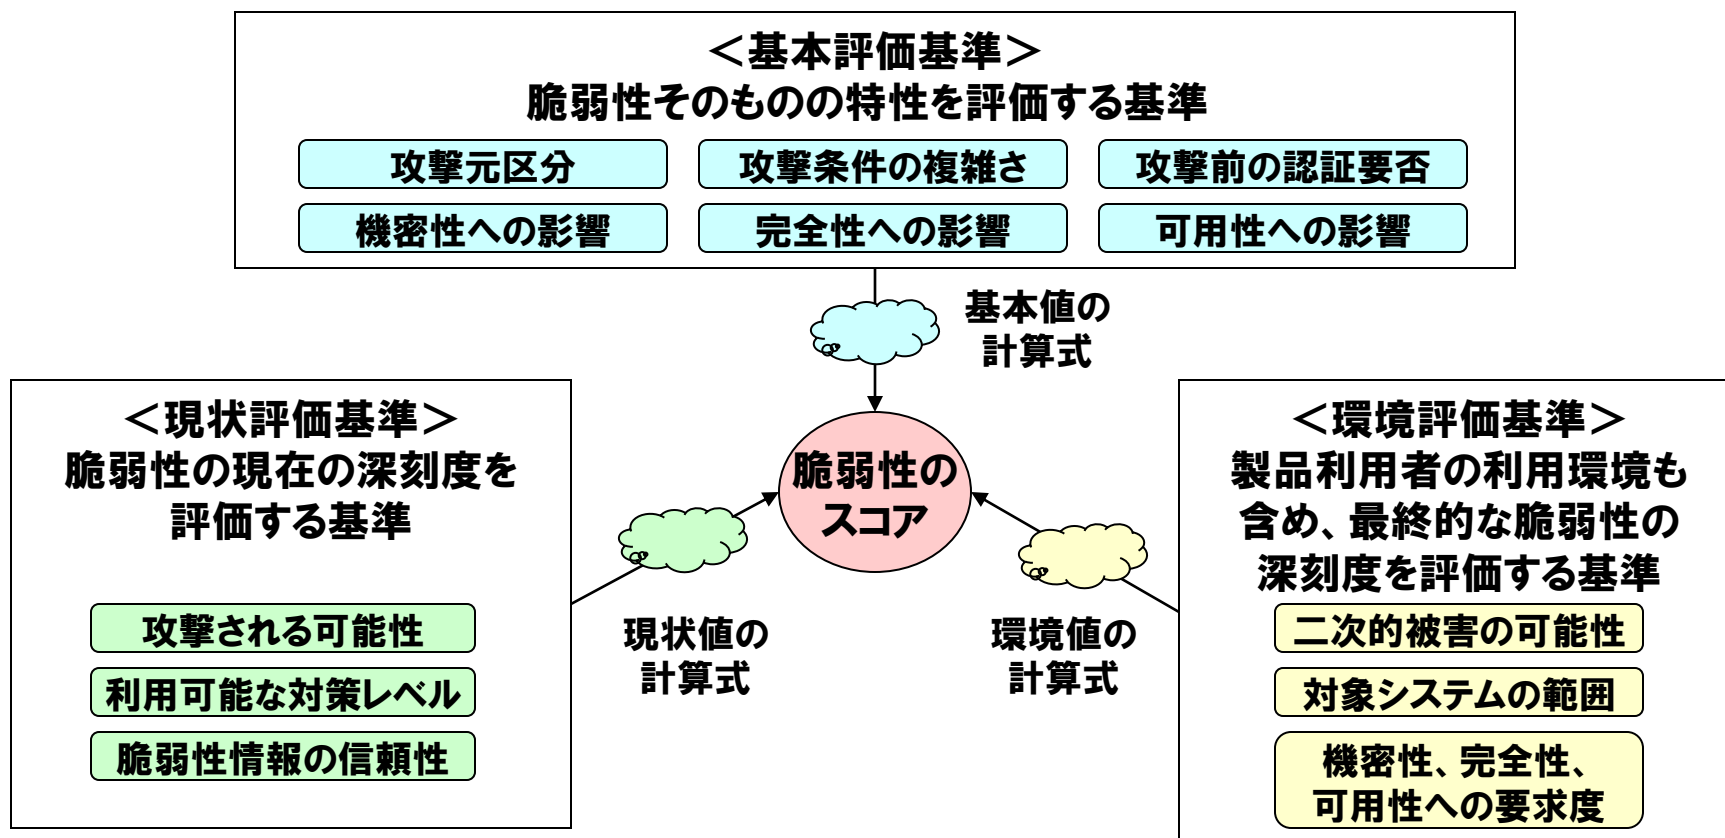 ＜基本評価基準＞
脆弱性そのものの特性を評価する基準
攻撃元区分
攻撃条件の複雑さ
攻撃前の認証要否
機密性への影響
完全性への影響
可用性への影響
基本値の
計算式
＜現状評価基準＞
脆弱性の現在の深刻度を
評価する基準
攻撃される可能性
利用可能な対策レベル
脆弱性情報の信頼性
現状値の
計算式
脆弱性の
スコア
環境値の
計算式
＜環境評価基準＞
製品利用者の利用環境も
含め、最終的な脆弱性の
深刻度を評価する基準
二次的被害の可能性
対象システムの範囲
機密性、完全性、
可用性への要求度